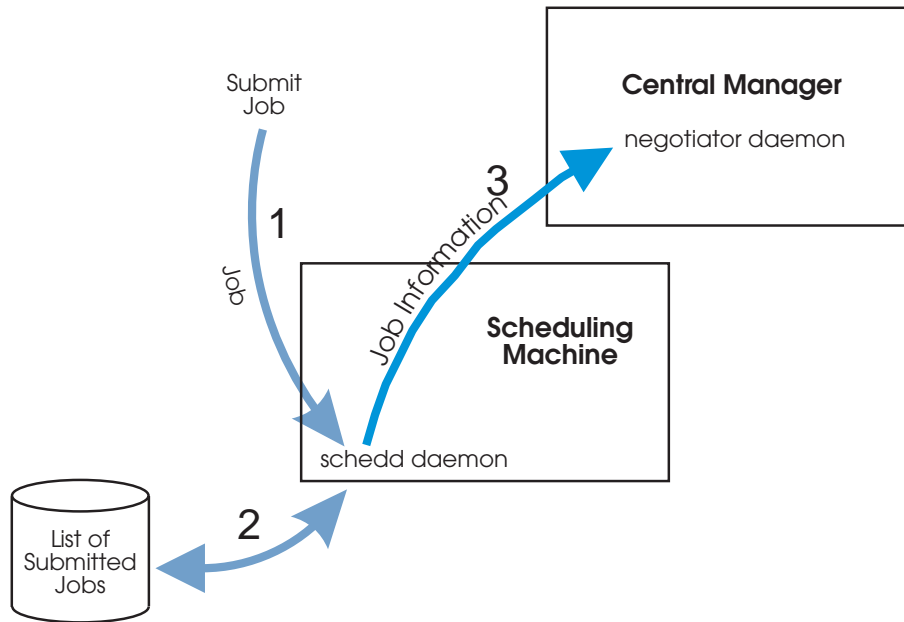 Submit
Job
Central Manager
negotiator daemon
3
1
Job
Job Information
Scheduling
Machine
schedd daemon
2
List of
Submitted
Jobs